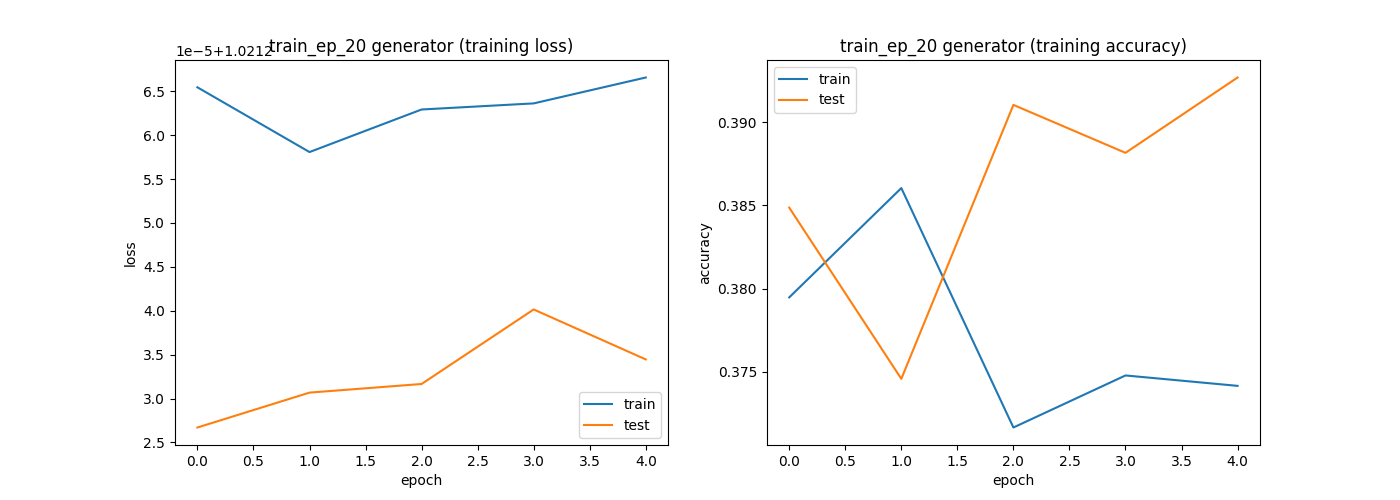 train_ep_20 generator (training loss)
1e−5+1.0212
6.5
6.0
5.5
5.0
4.5
4.0
3.5
3.0
2.5
loss
train
test
0.0 0.5 1.0 1.5 2.0 2.5 3.0 3.5 4.0
epoch
train_ep_20 generator (training accuracy)
train
test
0.390
0.385
0.380
0.375
accuracy
0.0 0.5 1.0 1.5 2.0 2.5 3.0 3.5 4.0
epoch